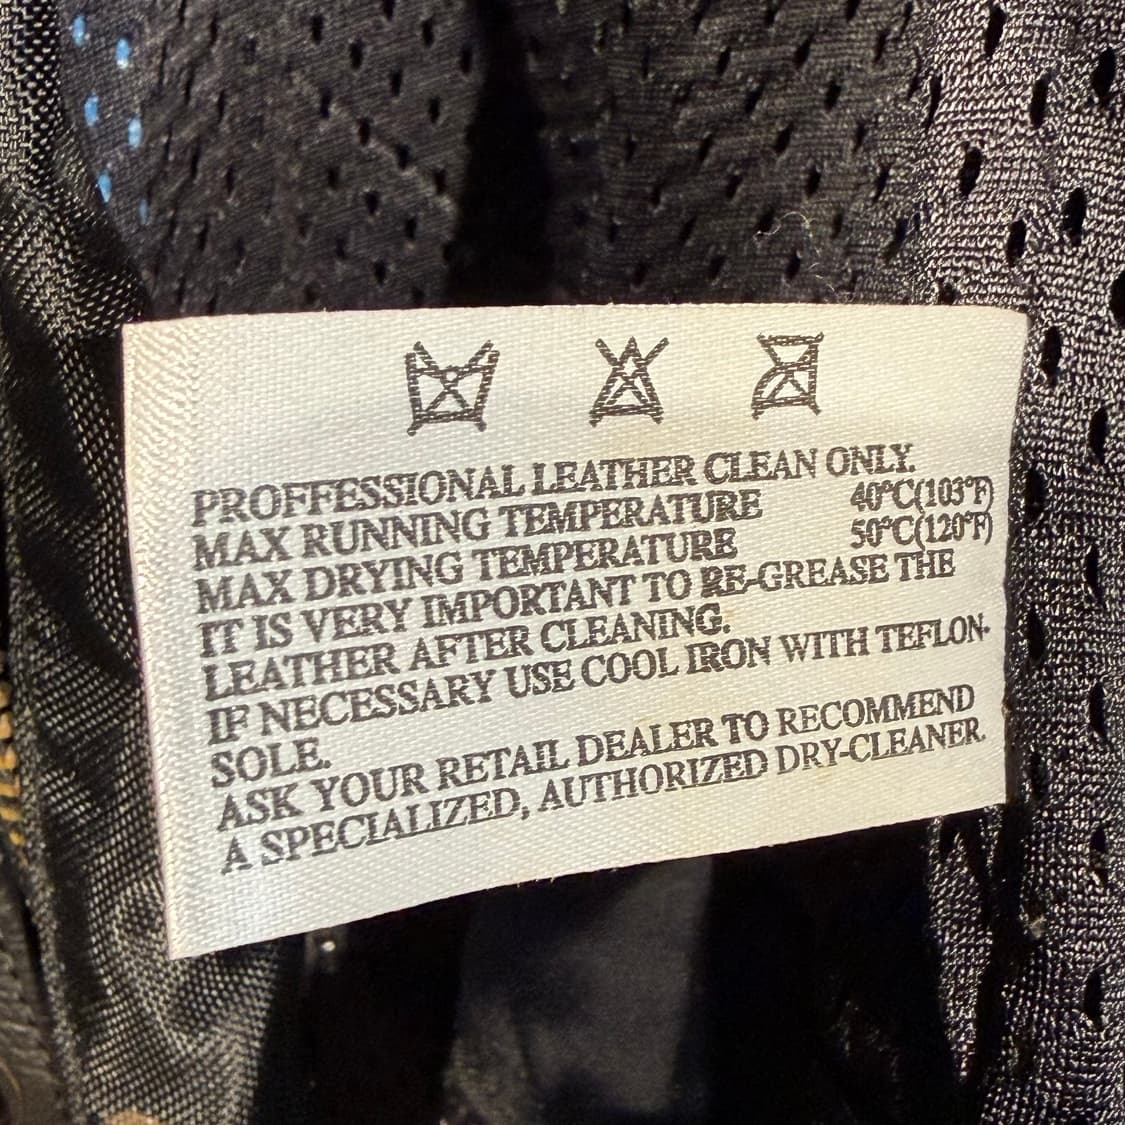 PROFFESSIONAL LEATHER CLEAN ONLY.
MAX RUNNING TEMPERATURE 40°C(103°F)
MAX DRYING TEMPERATURE 50°C(120°F)
IT IS VERY IMPORTANT TO RE-GREASE THE
LEATHER AFTER CLEANING.
IF NECESSARY USE COOL IRON WITH TEFLON-
SOLE.
ASK YOUR RETAIL DEALER TO RECOMMEND
A SPECIALIZED, AUTHORIZED DRY-CLEANER.